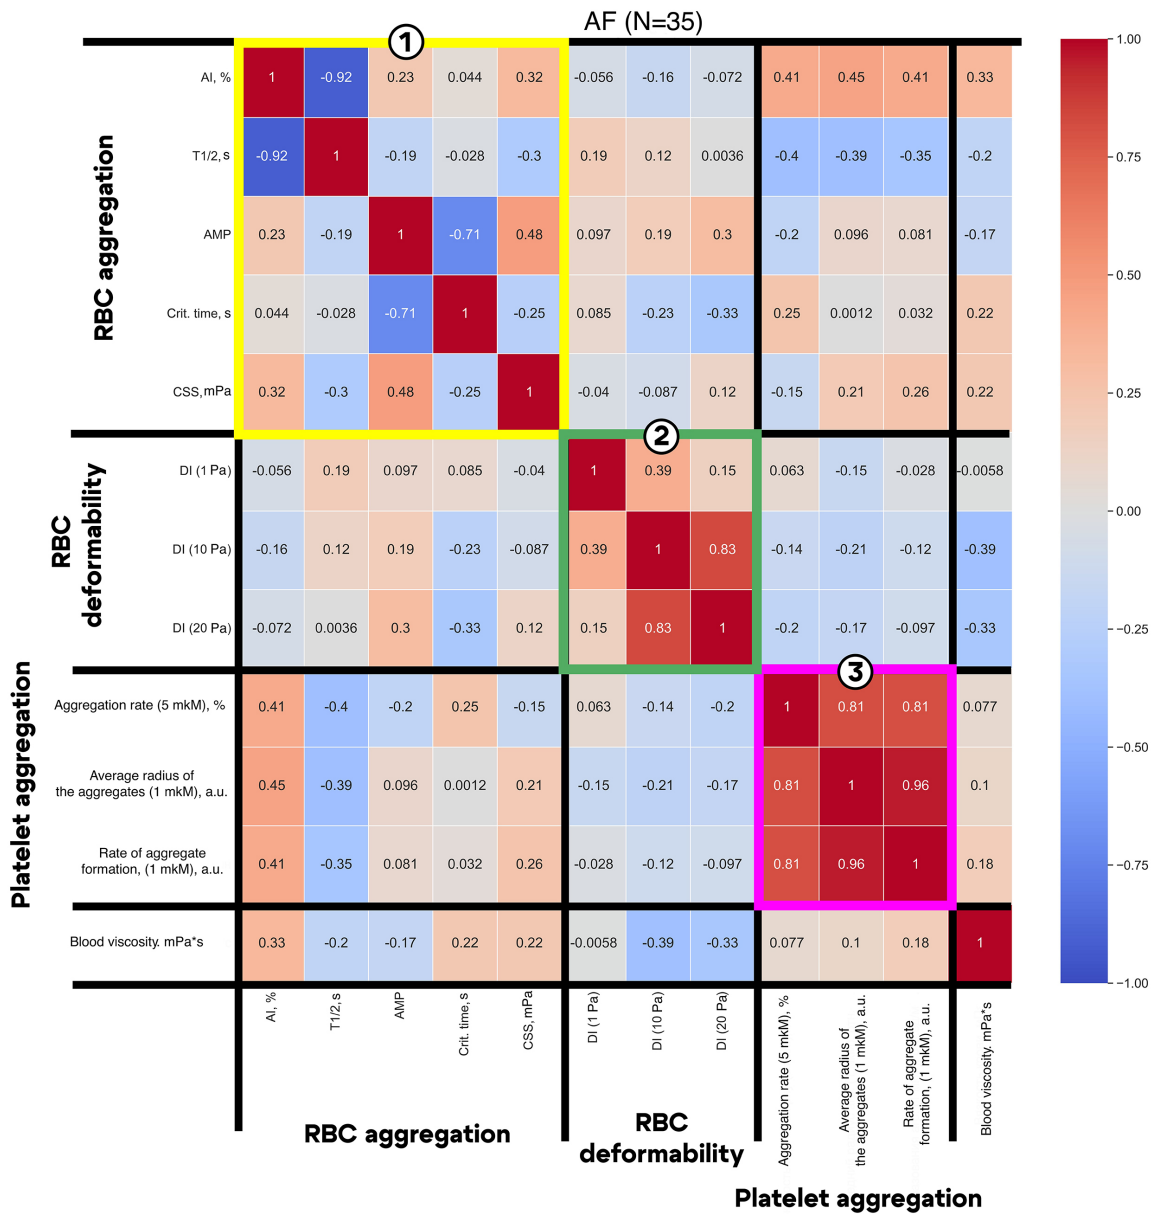 AF (N=35)
1
1.00
AI, %
1 -0.92 0.23 0.044 0.32 -0.056 -0.16 -0.072 0.41 0.45 0.41 0.33
T1/2, s
-0.92 1 -0.19 -0.028 -0.3 0.19 0.12 0.0036 -0.4 -0.39 -0.35 -0.2
0.75
RBC aggregation
AMP
0.23 -0.19 1 -0.71 0.48 0.097 0.19 0.3 -0.2 0.096 0.081 -0.17
0.50
Crit. time, s
0.044 -0.028 -0.71 1 -0.25 0.085 -0.23 -0.33 0.25 0.0012 0.032 0.22
CSS, mPa
0.32 -0.3 0.48 -0.25 1 -0.04 -0.087 0.12 -0.15 0.21 0.26 0.22
0.25
2
DI (1 Pa)
-0.056 0.19 0.097 0.085 -0.04 1 0.39 0.15 0.063 -0.15 -0.028 -0.0058
0.00
RBC
deformability
DI (10 Pa)
-0.16 0.12 0.19 -0.23 -0.087 0.39 1 0.83 -0.14 -0.21 -0.12 -0.39
DI (20 Pa)
-0.072 0.0036 0.3 -0.33 0.12 0.15 0.83 1 -0.2 -0.17 -0.097 -0.33
−0.25
3
Platelet aggregation
Aggregation rate (5 mkM), %
0.41 -0.4 -0.2 0.25 -0.15 0.063 -0.14 -0.2 1 0.81 0.81 0.077
−0.50
Average radius of
the aggregates (1 mkM), a.u.
0.45 -0.39 0.096 0.0012 0.21 -0.15 -0.21 -0.17 0.81 1 0.96 0.1
Rate of aggregate
formation, (1 mkM), a.u.
0.41 -0.35 0.081 0.032 0.26 -0.028 -0.12 -0.097 0.81 0.96 1 0.18
−0.75
Blood viscosity. mPa*s
0.33 -0.2 -0.17 0.22 0.22 -0.0058 -0.39 -0.33 0.077 0.1 0.18 1
−1.00
AI, %
T1/2, s
AMP
Crit. time, s
CSS, mPa
DI (1 Pa)
DI (10 Pa)
DI (20 Pa)
Aggregation rate (5 mkM), %
Average radius of
the aggregates (1 mkM), a.u.
Rate of aggregate
formation, (1 mkM), a.u.
Blood viscosity. mPa*s
RBC aggregation
RBC
deformability
Platelet aggregation